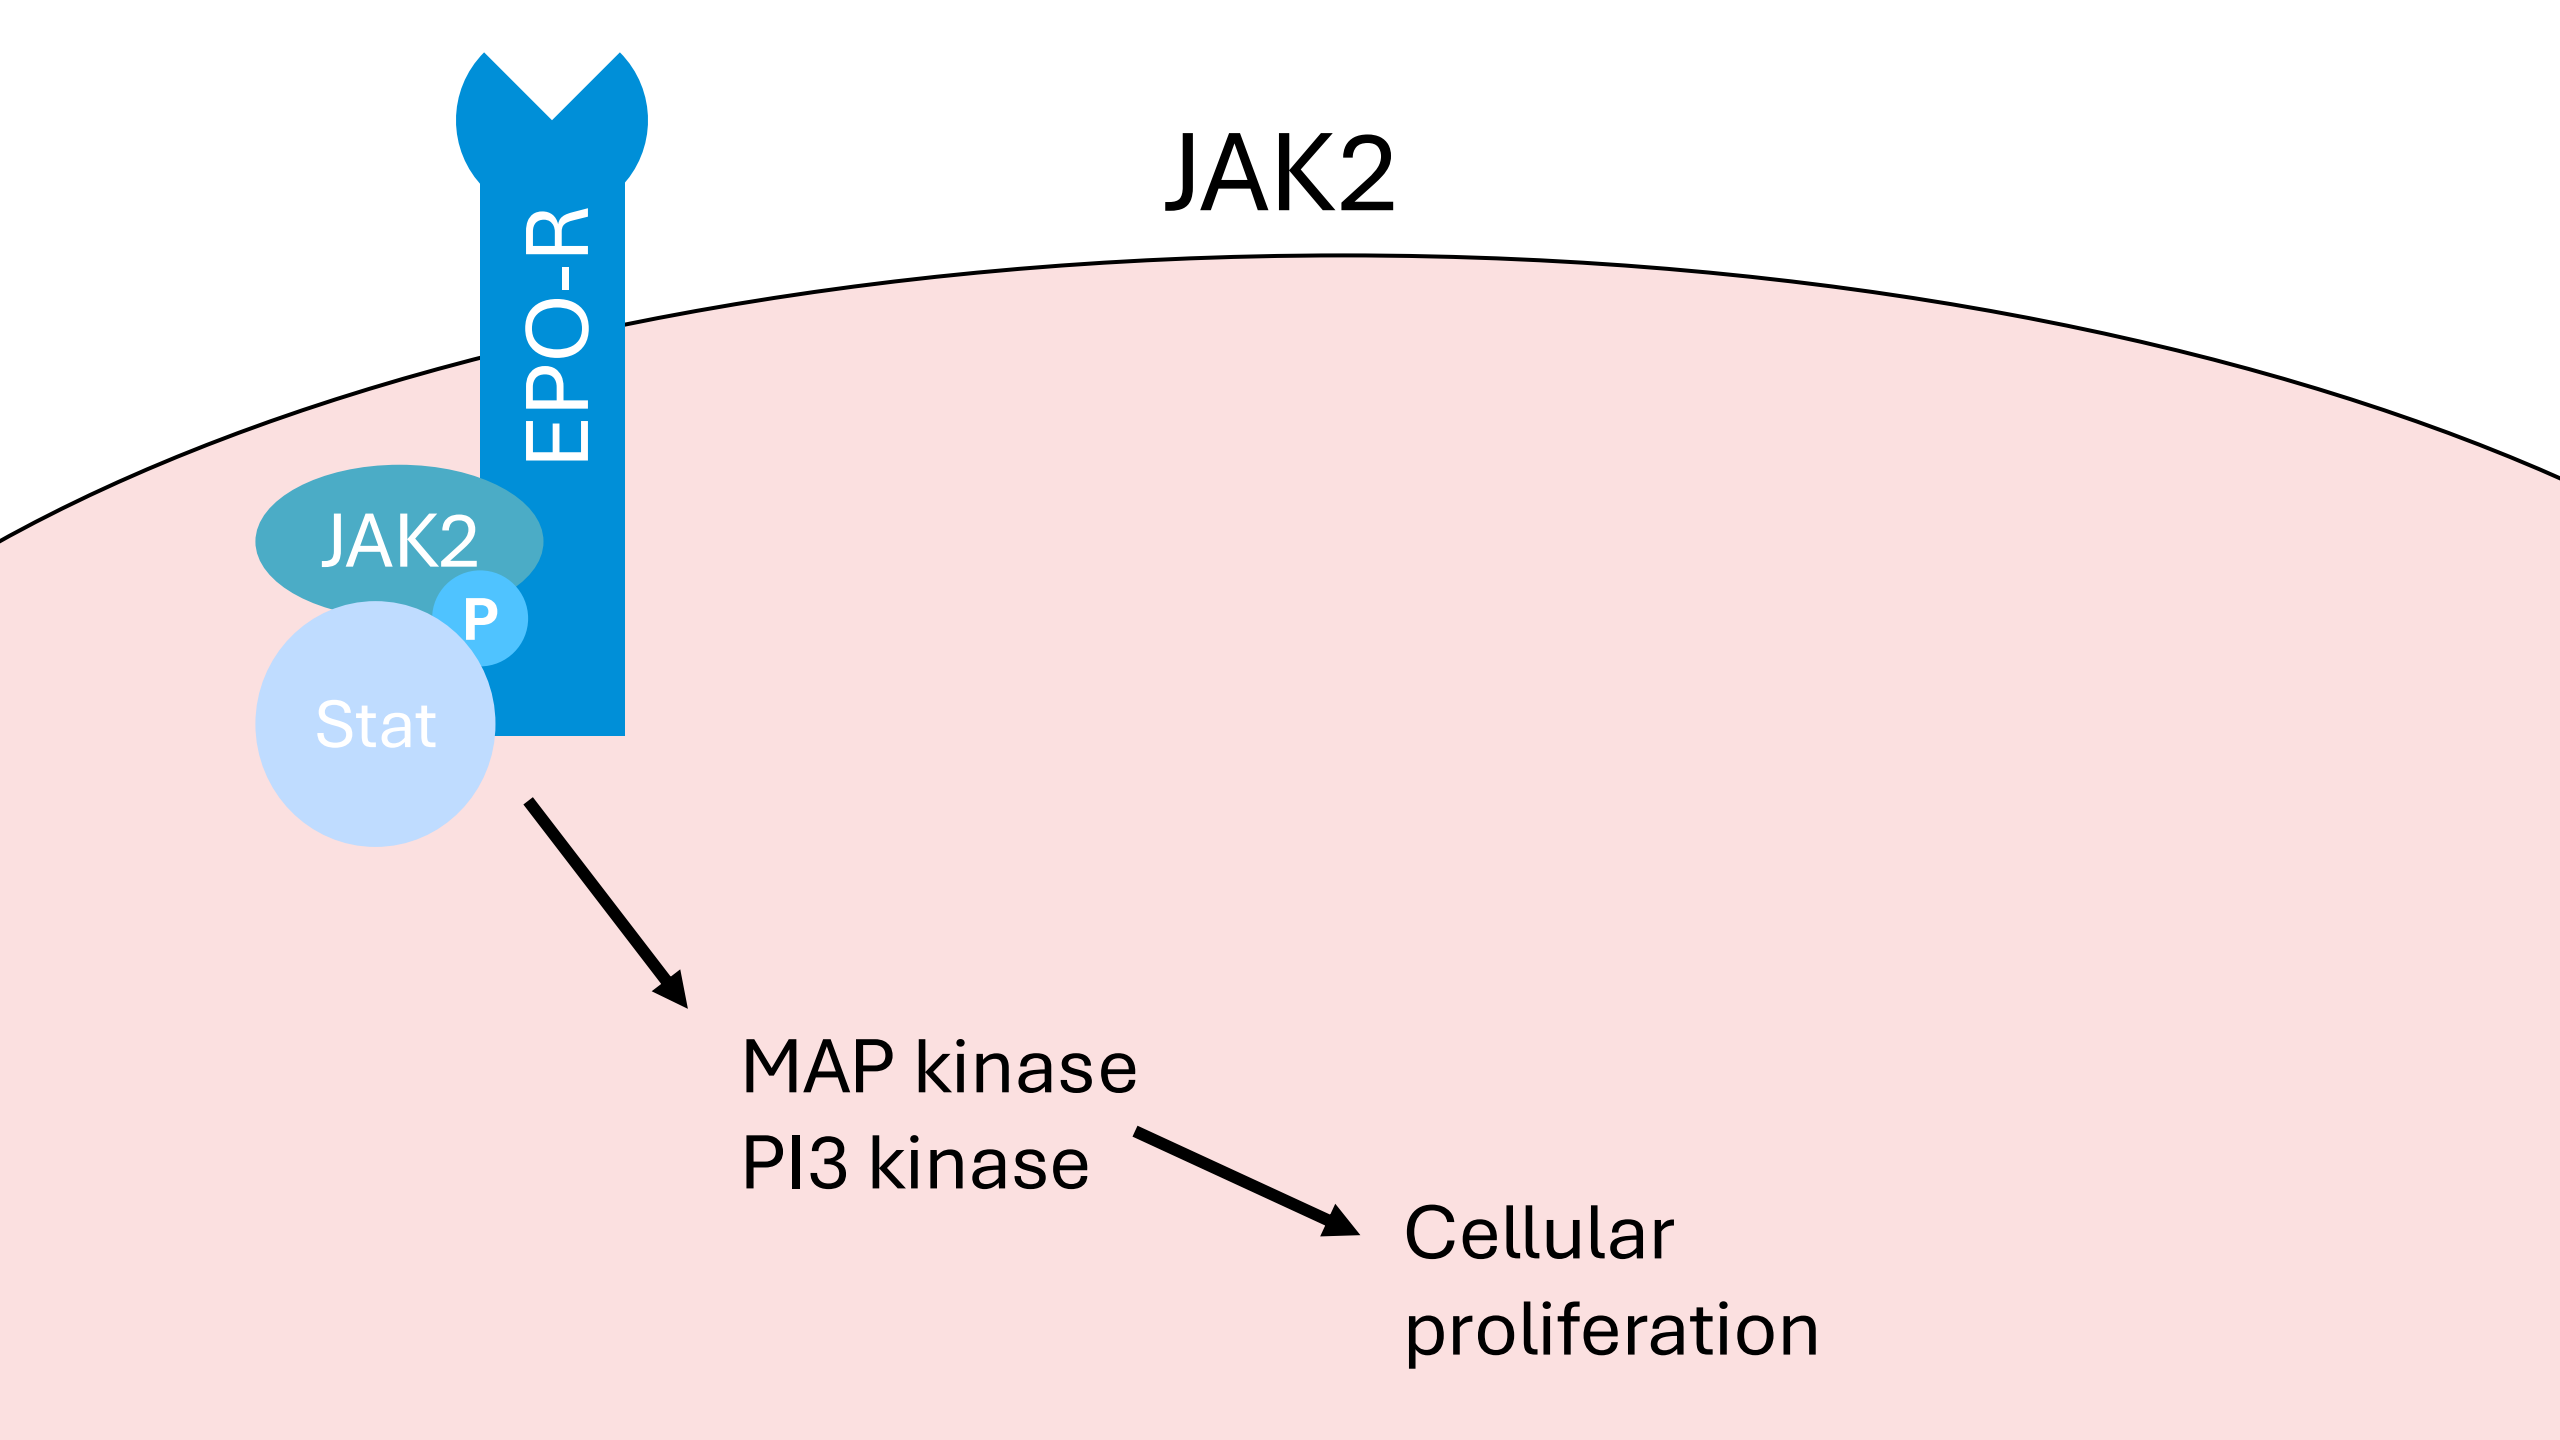 JAK2
EPO-R
JAK2
P
Stat
MAP kinase
PI3 kinase
Cellular
proliferation